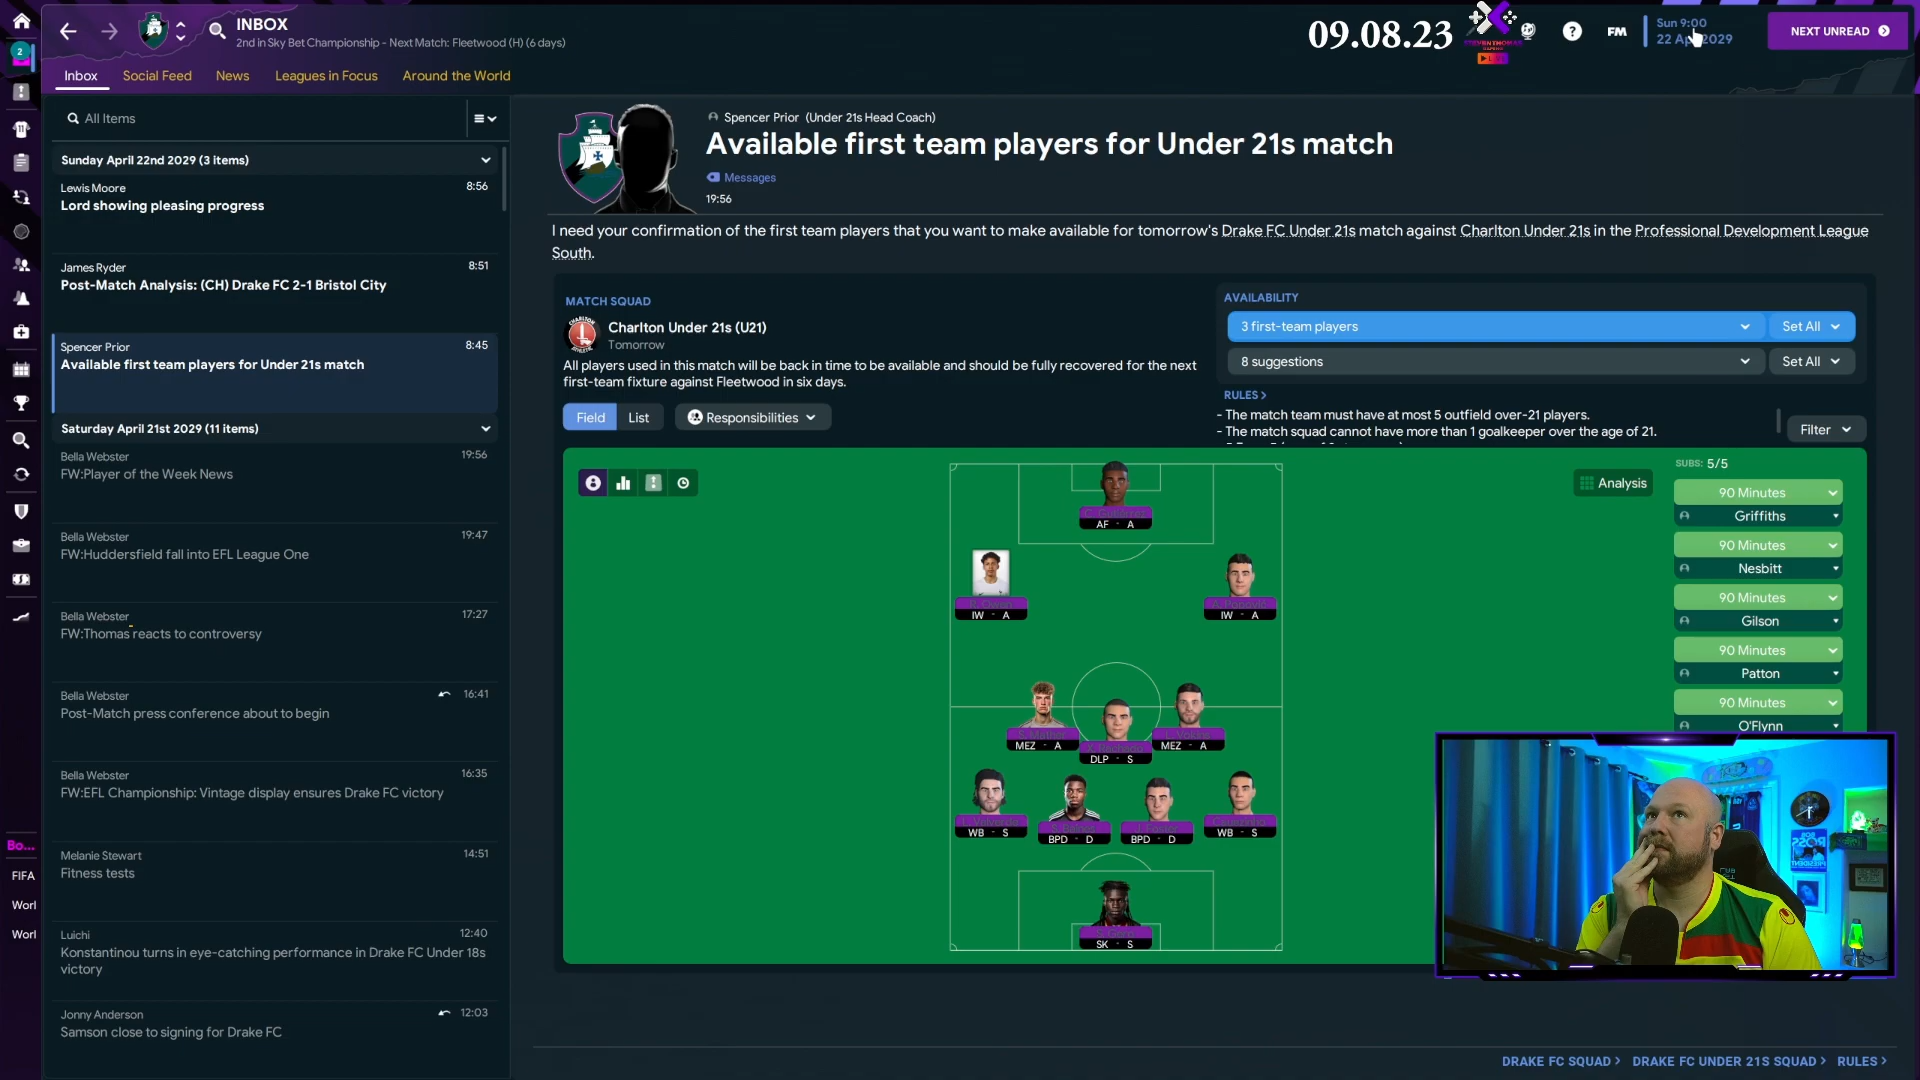 INBOX
2nd in Sky Bet Championship - Next Match: Fleetwood (H) (6 days)
09.08.23
FM
Sun 9:00
NEXT UNREAD
2
Inbox
Social Feed
News
Leagues in Focus
Around the World
All Items
Sunday April 22nd 2029 (3 items)
Lewis Moore
8:56
Lord showing pleasing progress
James Ryder
8:51
Post-Match Analysis: (CH) Drake FC 2-1 Bristol City
Spencer Prior
8:45
Available first team players for Under 21s match
Saturday April 21st 2029 (11 items)
Bella Webster
19:56
FW:Player of the Week News
Bella Webster
19:47
FW:Huddersfield fall into EFL League One
Bella Webster
17:27
FW:Thomas reacts to controversy
Bella Webster
16:41
Post-Match press conference about to begin
Bella Webster
16:35
FW:EFL Championship: Vintage display ensures Drake FC victory
Melanie Stewart
14:51
Fitness tests
Luichi
12:40
Konstantinou turns in eye-catching performance in Drake FC Under 18s
victory
Jonny Anderson
12:03
Samson close to signing for Drake FC
Bo...
FIFA
Worl
Worl
Spencer Prior (Under 21s Head Coach)
Available first team players for Under 21s match
Messages
19:56
I need your confirmation of the first team players that you want to make available for tomorrow's Drake FC Under 21s match against Charlton Under 21s in the Professional Development League
South.
MATCH SQUAD
Charlton Under 21s (U21)
Tomorrow
All players used in this match will be back in time to be available and should be fully recovered for the next
first-team fixture against Fleetwood in six days.
Field
List
Responsibilities
AVAILABILITY
3 first-team players
Set All
8 suggestions
Set All
RULES >
- The match team must have at most 5 outfield over-21 players.
- The match squad cannot have more than 1 goalkeeper over the age of 21.
Filter
Analysis
SUBS: 5/5
90 Minutes
Griffiths
90 Minutes
Nesbitt
90 Minutes
Gilson
90 Minutes
Patton
90 Minutes
O'Flynn
AF - A
IW - A
IW - A
MEZ - A
DLP - S
MEZ - A
WB - S
BPD - D
BPD - D
WB - S
SK - S
DRAKE FC SQUAD >
DRAKE FC UNDER 21S SQUAD >
RULES >